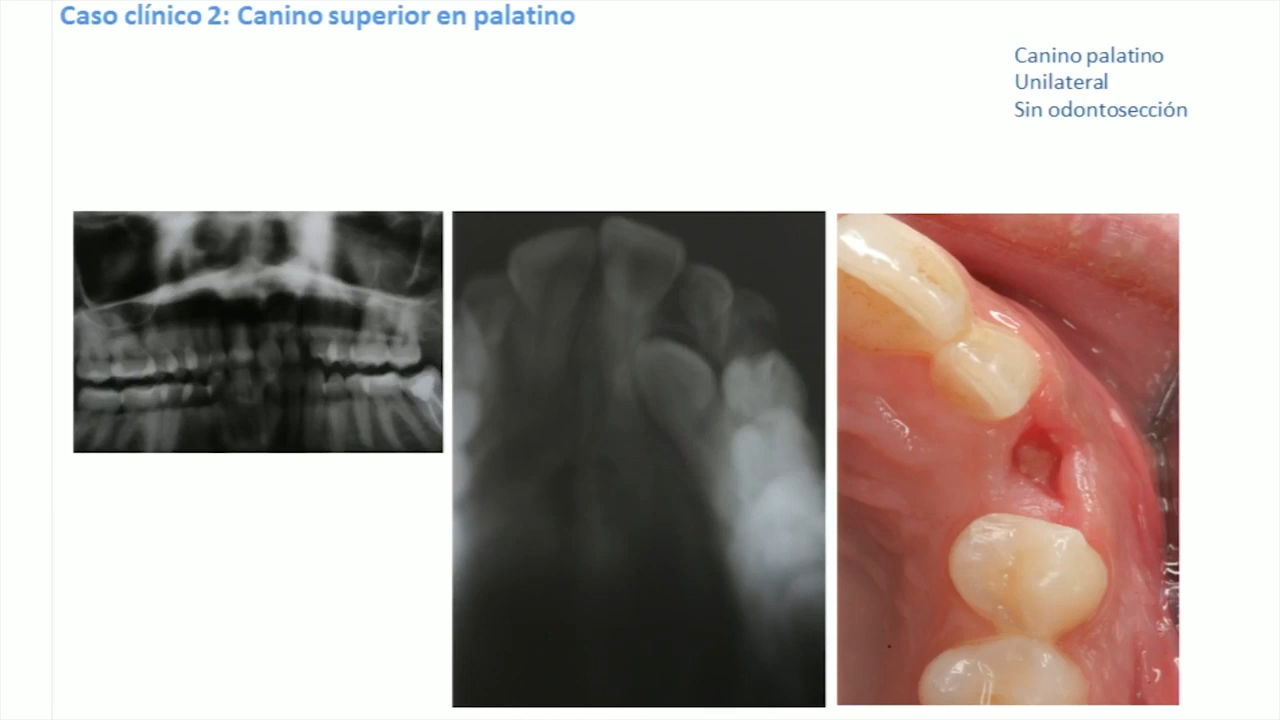 Caso clínico 2: Canino superior en palatino
Canino palatino
Unilateral
Sin odontosección